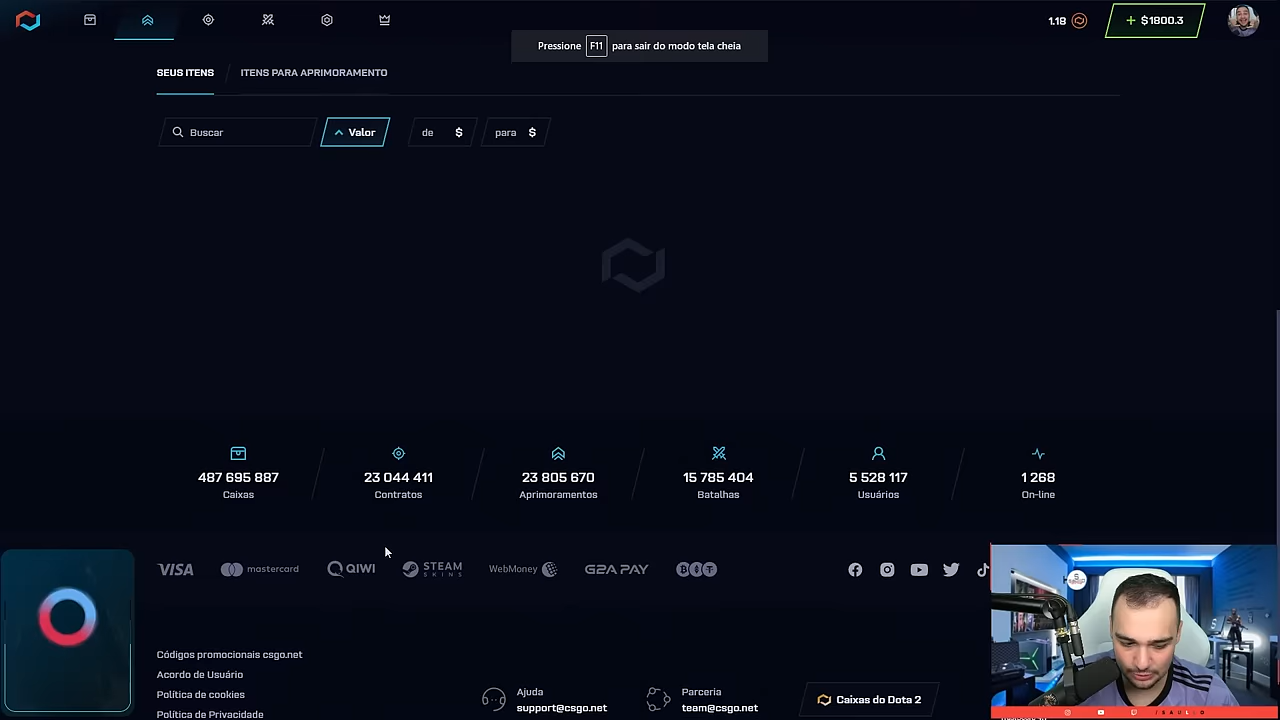 1.18
+ $1800.3
Pressione F11 para sair do modo tela cheia
SEUS ITENS
ITENS PARA APRIMORAMENTO
Buscar
Valor
de $
para $
487 695 887
Caixas
23 044 411
Contratos
23 805 670
Aprimoramentos
15 785 404
Batalhas
5 528 117
Usuários
1 268
On-line
VISA
mastercard
QIWI
STEAM
SKINS
WebMoney
G2A PAY
Códigos promocionais csgo.net
Acordo de Usuário
Política de cookies
Política de Privacidade
Ajuda
support@csgo.net
Parceria
team@csgo.net
Caixas do Dota 2